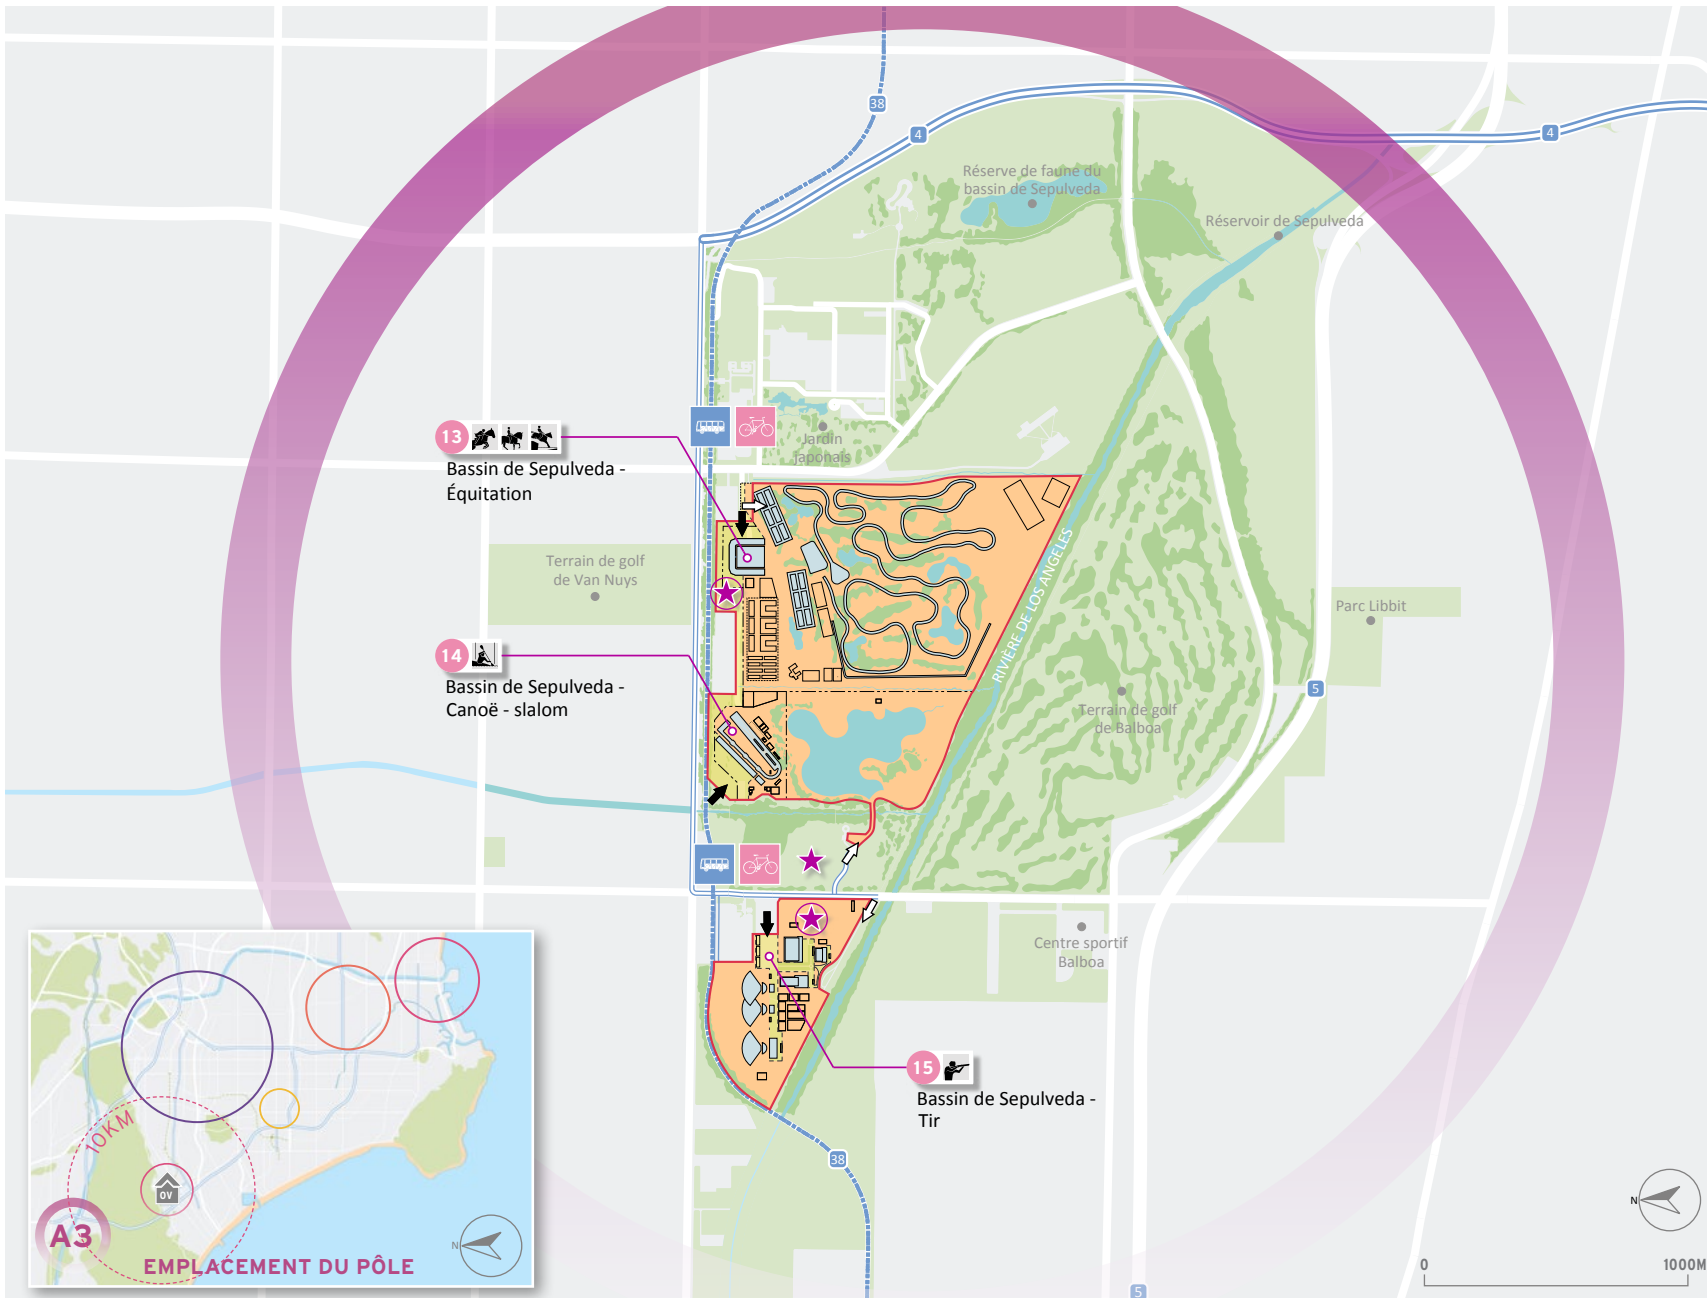 38
4
4
Réserve de faune du
bassin de Sepulveda
Réservoir de Sepulveda
13
Bassin de Sepulveda -
Équitation
Jardin
japonais
Terrain de golf
de Van Nuys
RIVIÈRE DE LOS ANGELES
Parc Libbit
14
Bassin de Sepulveda -
Canoë - slalom
5
Terrain de golf
de Balboa
Centre sportif
Balboa
15
Bassin de Sepulveda -
Tir
38
10KM
OV
A3
EMPLACEMENT DU PÔLE
N
N
0
1000M
5